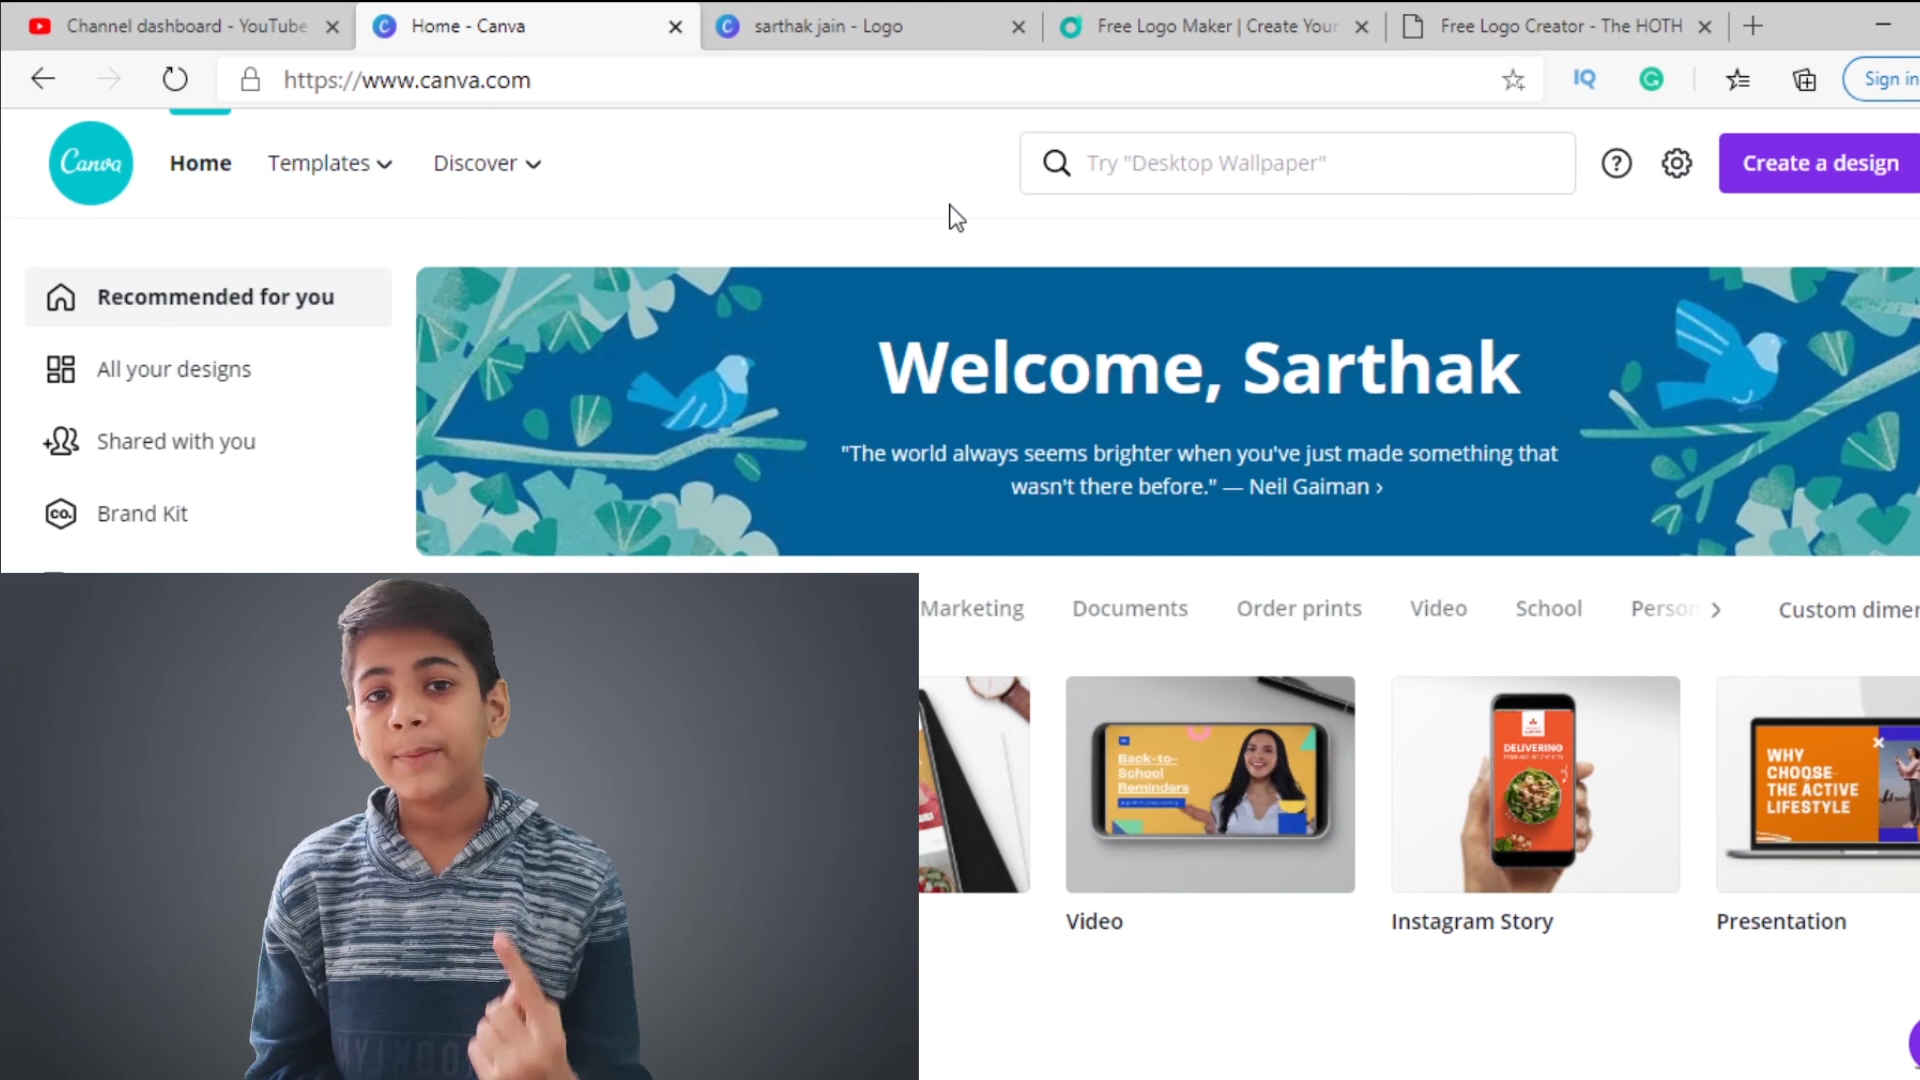 Channel dashboard - YouTube
Home - Canva
sarthak jain - Logo
Free Logo Maker | Create Your
Free Logo Creator - The HOTH
https://www.canva.com
IQ
Sign in
Canva
Home
Templates
Discover
Try "Desktop Wallpaper"
Create a design
Recommended for you
All your designs
Shared with you
CO.
Brand Kit
Welcome, Sarthak
"The world always seems brighter when you've just made something that
wasn't there before." — Neil Gaiman ›
Marketing
Documents
Order prints
Video
School
Person
Custom dimen
Back-to-
School
Reminders
DELIVERING
WHY
CHOOSE
THE ACTIVE
LIFESTYLE
Video
Instagram Story
Presentation